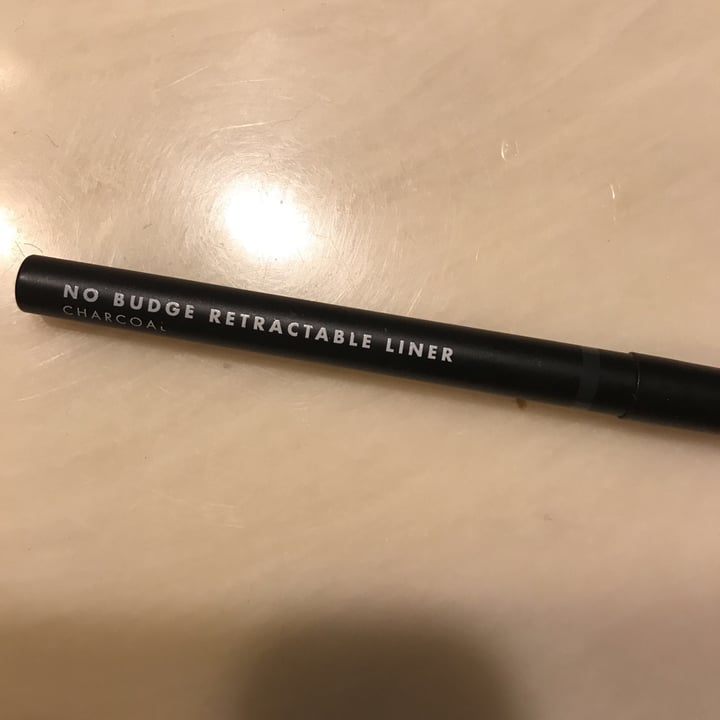 NO BUDGE RETRACTABLE LINER
CHARCOAL